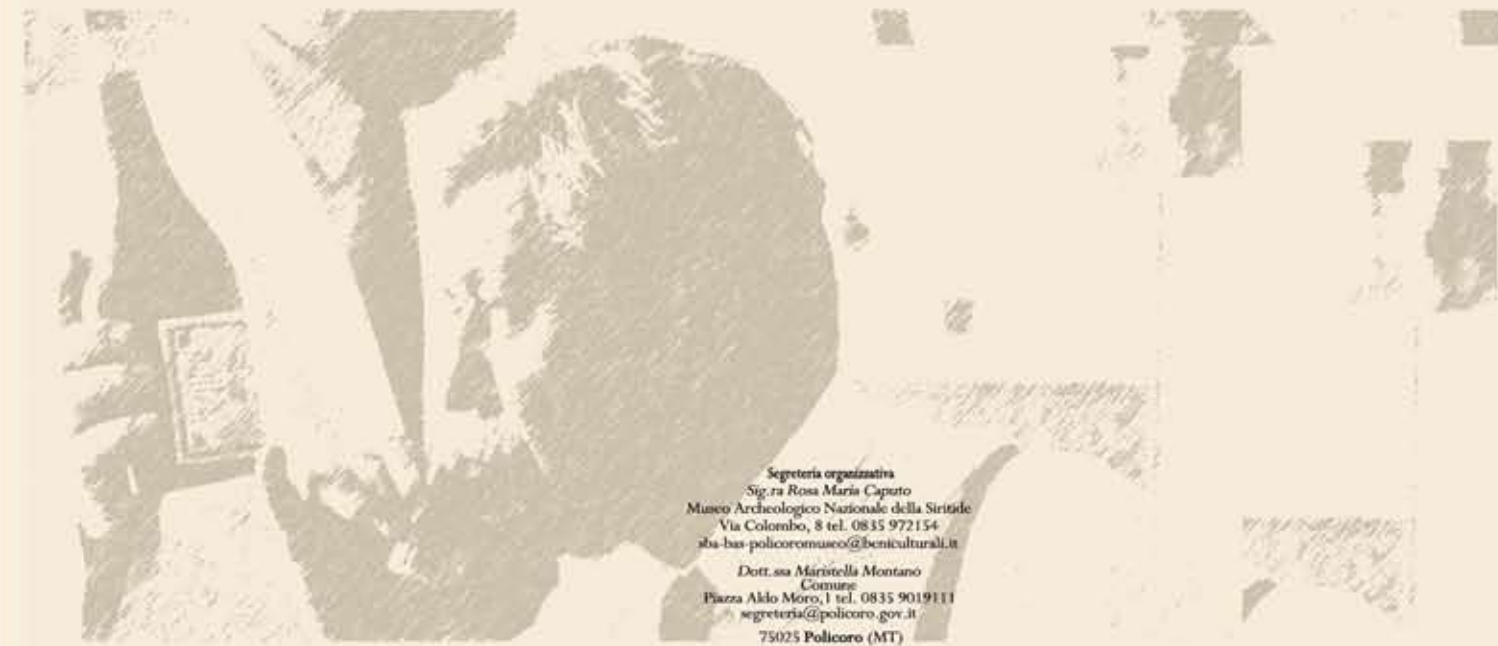 Segreteria organizzativa
Sig.ra Rosa Maria Caputo
Museo Archeologico Nazionale della Siritide
Via Colombo, 8 tel. 0835 972154
sba-bas-policoromuseo@beniculturali.it
Dott.ssa Maristella Montano
Comune
Piazza Aldo Moro,1 tel. 0835 9019111
segreteria@policoro.gov.it
75025 Policoro (MT)